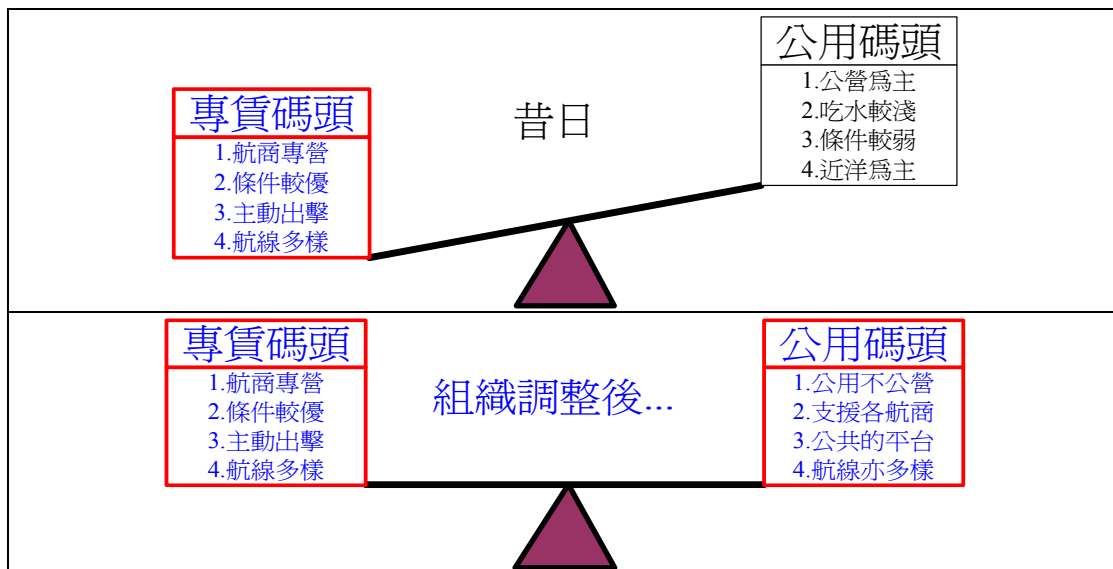 公用碼頭
1.公營爲主
2.吃水較淺
3.條件較弱
4.近洋爲主
昔日
專賃碼頭
1.航商專營
2.條件較優
3.主動出擊
4.航線多樣
專賃碼頭
1.航商專營
2.條件較優
3.主動出擊
4.航線多樣
組織調整後...
公用碼頭
1.公用不公營
2.支援各航商
3.公共的平台
4.航線亦多樣